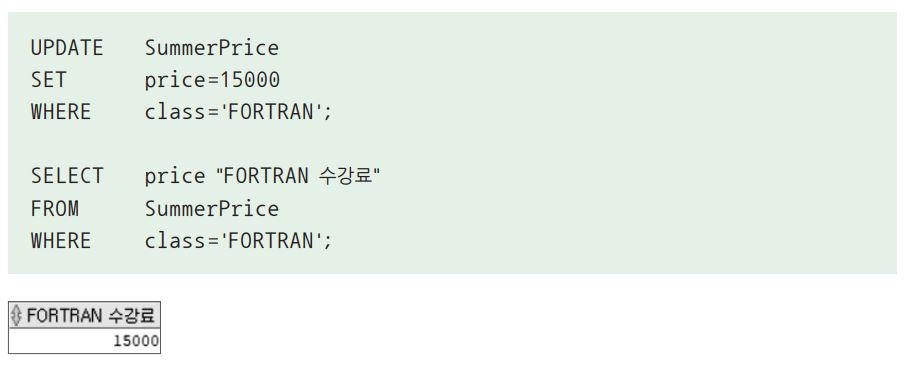 UPDATE SummerPrice
SET price=15000
WHERE class='FORTRAN';
SELECT price "FORTRAN 수강료"
FROM SummerPrice
WHERE class='FORTRAN';
FORTRAN 수강료
15000